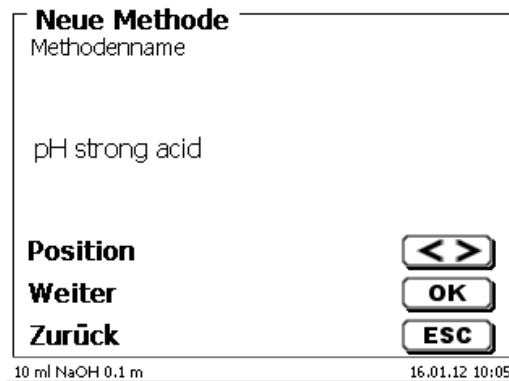 Neue Methode
Methodenname
pH strong acid
Position < >
Weiter OK
Zurück ESC
10 ml NaOH 0.1 m 16.01.12 10:05